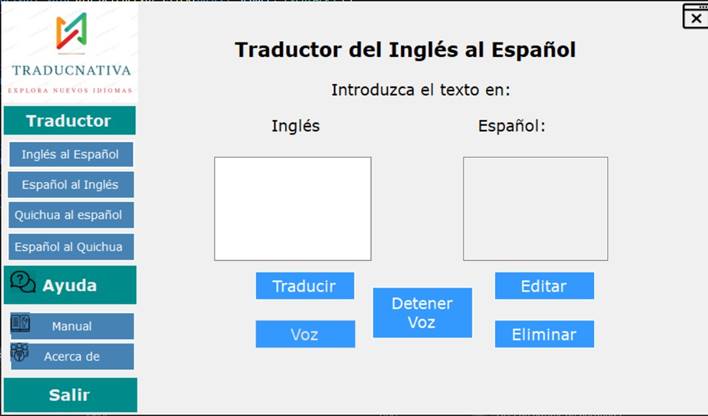 TRADUCNATIVA
EXPLORA NUEVOS IDIOMAS
Traductor
Inglés al Español
Español al Inglés
Quichua al español
Español al Quichua
Ayuda
Manual
Acerca de
Salir
Traductor del Inglés al Español
Introduzca el texto en:
Inglés
Español:
Traducir
Voz
Detener
Voz
Editar
Eliminar